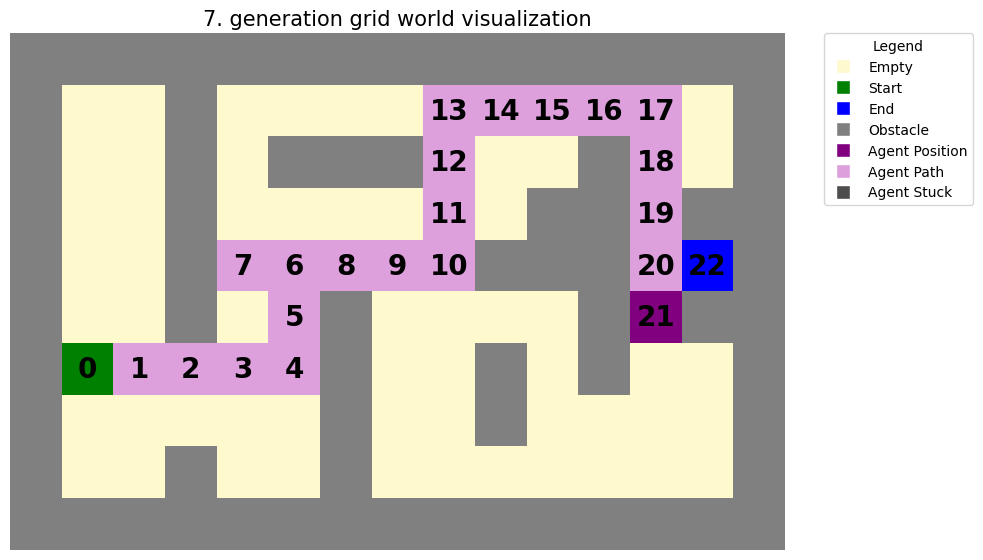 7. generation grid world visualization
13 14 15 16 17
12 18
11 19
7 6 8 9 10 20 22
5 21
0 1 2 3 4
Legend
Empty
Start
End
Obstacle
Agent Position
Agent Path
Agent Stuck